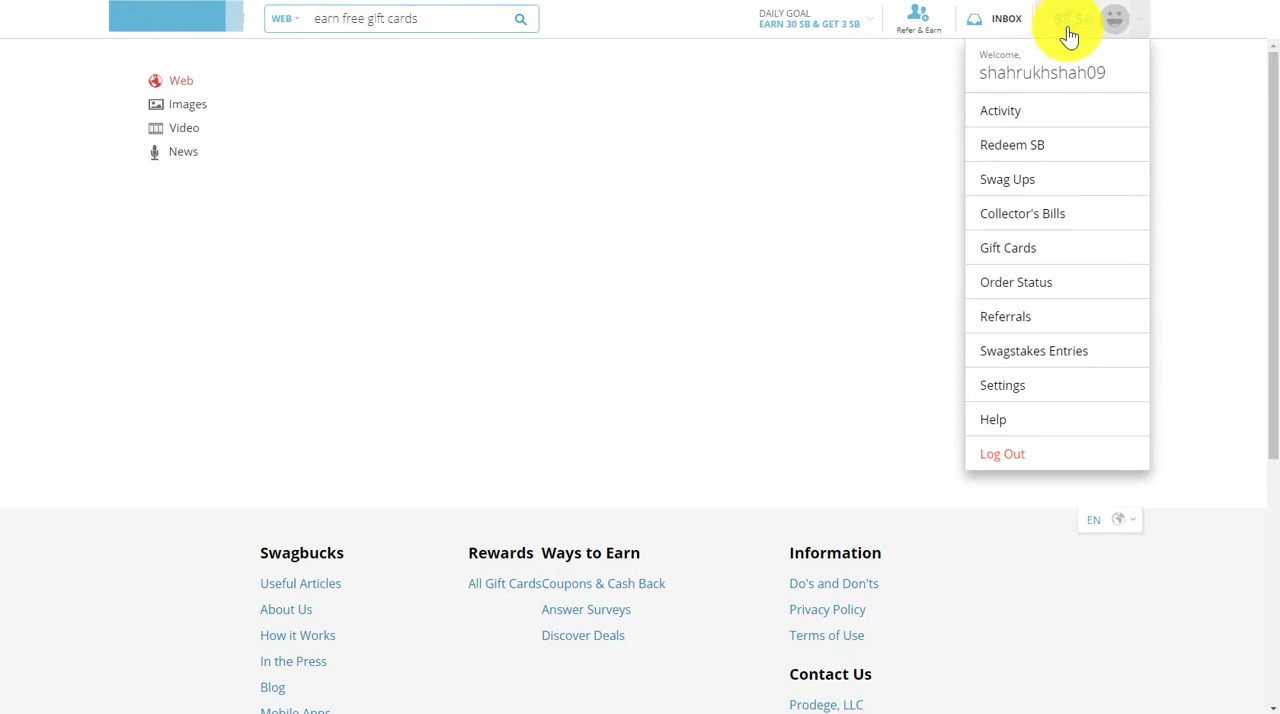 WEB
earn free gift cards
DAILY GOAL
EARN 30 SB & GET 3 SB
Refer & Earn
INBOX
Web
Images
Video
News
Welcome,
shahrukhshah09
Activity
Redeem SB
Swag Ups
Collector's Bills
Gift Cards
Order Status
Referrals
Swagstakes Entries
Settings
Help
Log Out
EN
Swagbucks
Useful Articles
About Us
How it Works
In the Press
Blog
Mobile Apps
Rewards
All Gift Cards
Ways to Earn
Coupons & Cash Back
Answer Surveys
Discover Deals
Information
Do's and Don'ts
Privacy Policy
Terms of Use
Contact Us
Prodege, LLC